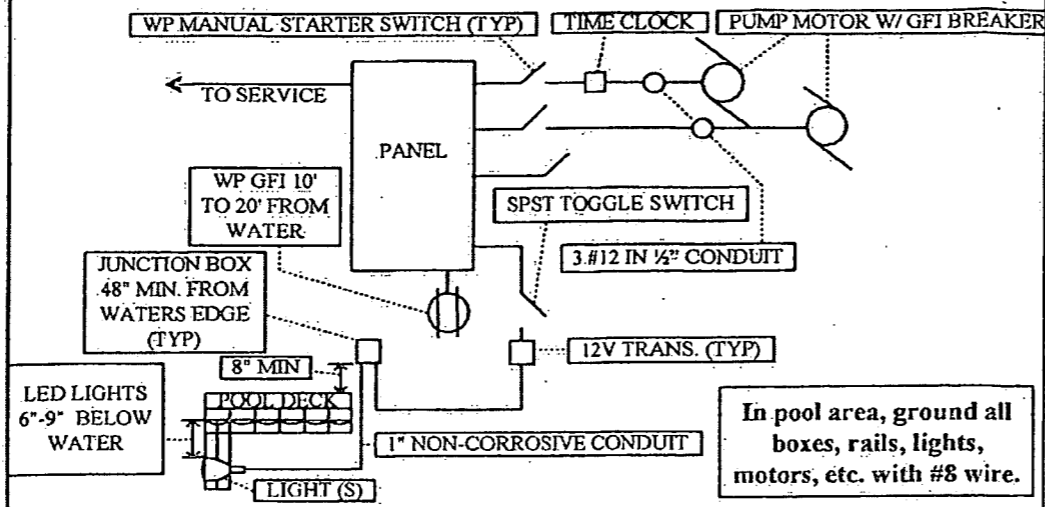 WP MANUAL STARTER SWITCH (TYP)
TIME CLOCK
PUMP MOTOR W/ GFI BREAKER
TO SERVICE
PANEL
WP GFI 10'
TO 20' FROM
WATER
SPST TOGGLE SWITCH
3 #12 IN ½" CONDUIT
JUNCTION BOX
48" MIN. FROM
WATERS EDGE
(TYP)
12V TRANS. (TYP)
8" MIN
POOL DECK
LED LIGHTS
6"-9" BELOW
WATER
1" NON-CORROSIVE CONDUIT
LIGHT (S)
In pool area, ground all
boxes, rails, lights,
motors, etc. with #8 wire.